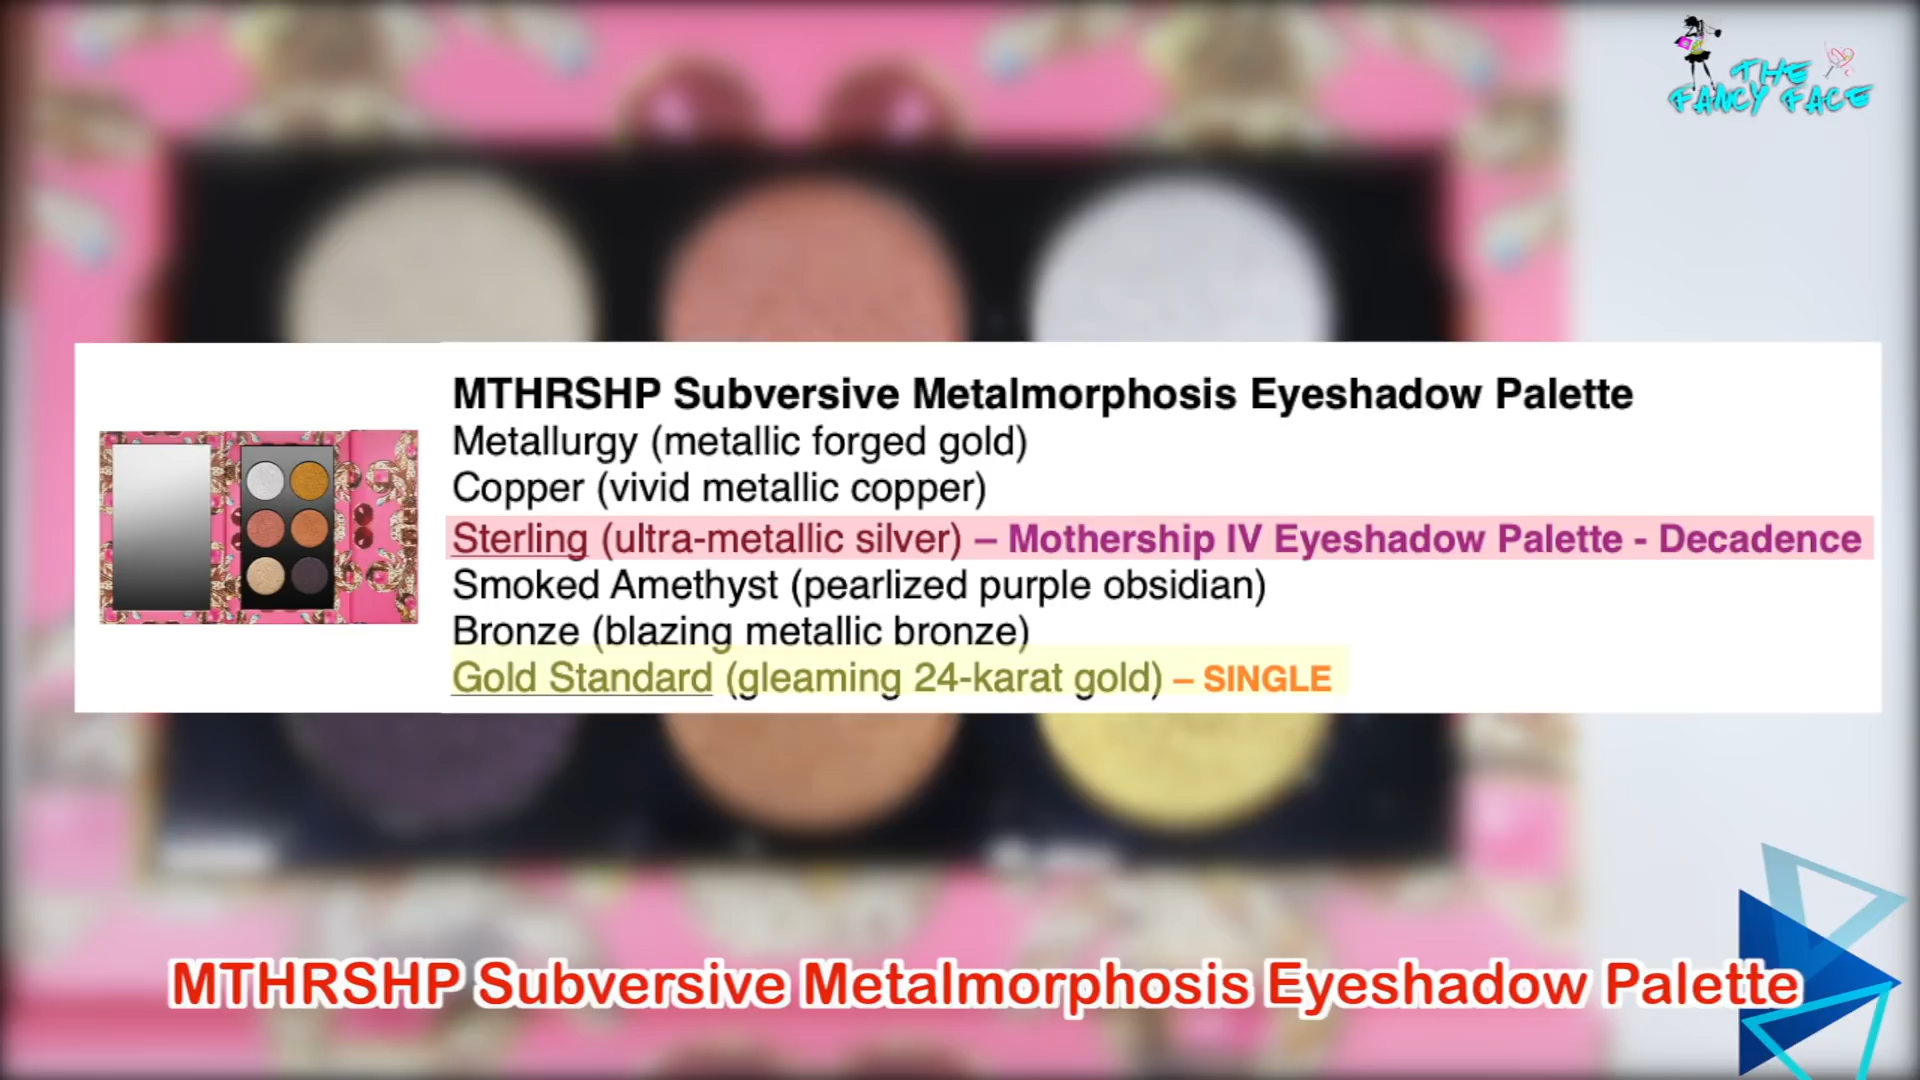 THE
FANCY FACE
MTHRSHP Subversive Metalmorphosis Eyeshadow Palette
Metallurgy (metallic forged gold)
Copper (vivid metallic copper)
Sterling (ultra-metallic silver) – Mothership IV Eyeshadow Palette - Decadence
Smoked Amethyst (pearlized purple obsidian)
Bronze (blazing metallic bronze)
Gold Standard (gleaming 24-karat gold) – SINGLE
MTHRSHP Subversive Metalmorphosis Eyeshadow Palette